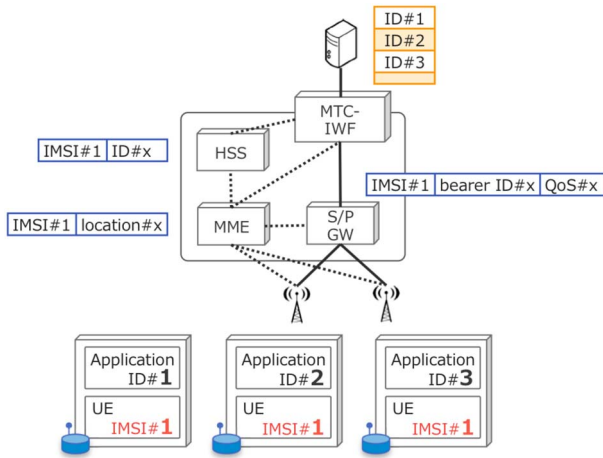 ID#1
ID#2
ID#3
MTC-
IWF
IMSI#1 ID#x
HSS
IMSI#1 bearer ID#x QoS#x
IMSI#1 location#x
MME
S/P
GW
Application
ID#1
UE
IMSI#1
Application
ID#2
UE
IMSI#1
Application
ID#3
UE
IMSI#1